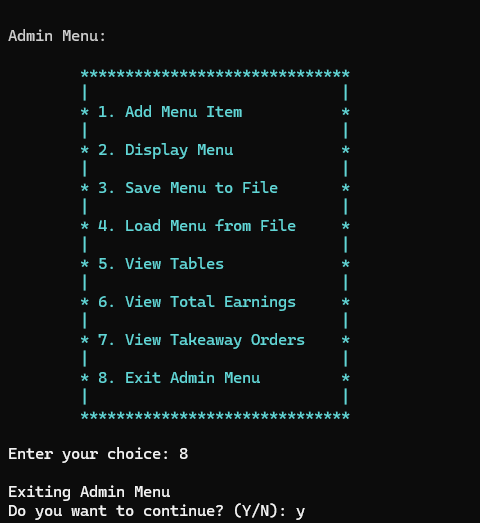 Admin Menu:
******************************
|                            |
* 1. Add Menu Item           *
|                            |
* 2. Display Menu            *
|                            |
* 3. Save Menu to File       *
|                            |
* 4. Load Menu from File     *
|                            |
* 5. View Tables             *
|                            |
* 6. View Total Earnings     *
|                            |
* 7. View Takeaway Orders    *
|                            |
* 8. Exit Admin Menu         *
|                            |
******************************
Enter your choice: 8
Exiting Admin Menu
Do you want to continue? (Y/N): y